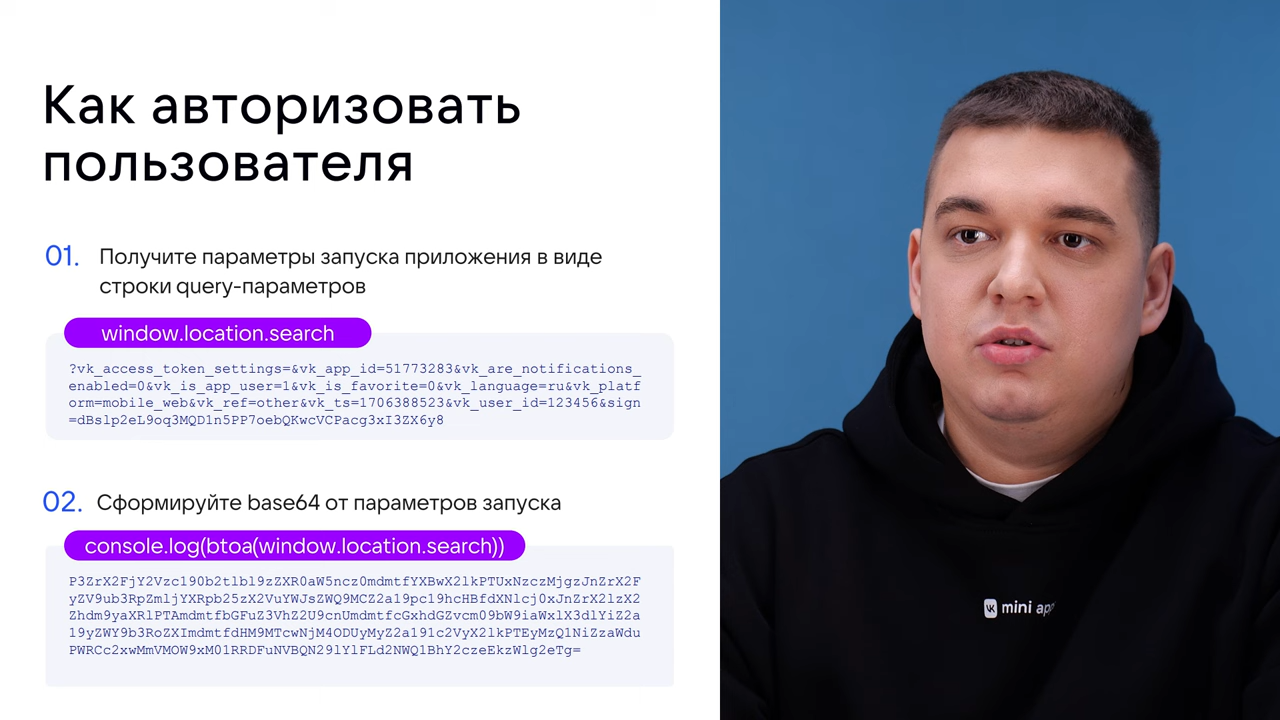 Как авторизовать
пользователя
01. Получите параметры запуска приложения в виде
строки query-параметров
window.location.search
?vk_access_token_settings=&vk_app_id=51773283&vk_are_notifications_
enabled=0&vk_is_app_user=1&vk_is_favorite=0&vk_language=ru&vk_platf
orm=mobile_web&vk_ref=other&vk_ts=1706388523&vk_user_id=123456&sign
=dBslp2eL9oq3MQD1n5PP7oebQKwcVCPacg3xI3ZX6y8
02. Сформируйте base64 от параметров запуска
console.log(btoa(window.location.search))
P3ZrX2FjY2Vzc190b2tlbl9zZXR0aW5ncz0mdmtfYXBwX2lkPTUxNzczMjgzJnZrX2F
yZV9ub3RpZmljYXRpb25zX2VuYWJsZWQ9MCZ2a19pc19hcHBfdXNlcj0xJnZrX2lzX2
Zhdm9yaXRlPTAmdmtfbGFuZ3VhZ2U9cnUmdmtfcGxhdGZvcm09bW9iaWxlX3dlYiZ2a
19yZWY9b3RoZXImdmtfdHM9MTcwNjM4ODUyMyZ2a191c2VyX2lkPTEyMzQ1NiZzaWdu
PWRCc2xwMmVMOW9xM01RRDFuNVBQN29lYlFLd2NWQ1BhY2czeEkzWlg2eTg=
VK mini app